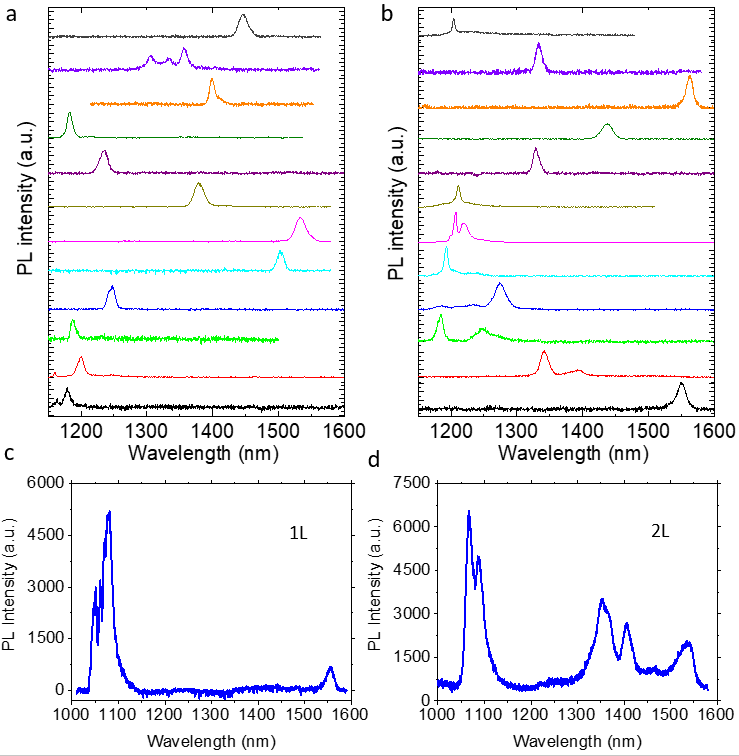 a
b
PL intensity (a.u.)
PL intensity (a.u.)
1200 1300 1400 1500 1600
1200 1300 1400 1500 1600
Wavelength (nm)
Wavelength (nm)
c
d
6000
4500
3000
1500
0
PL Intensity (a.u.)
1L
1000 1100 1200 1300 1400 1500 1600
Wavelength (nm)
7500
6000
4500
3000
1500
0
PL Intensity (a.u.)
2L
1000 1100 1200 1300 1400 1500 1600
Wavelength (nm)